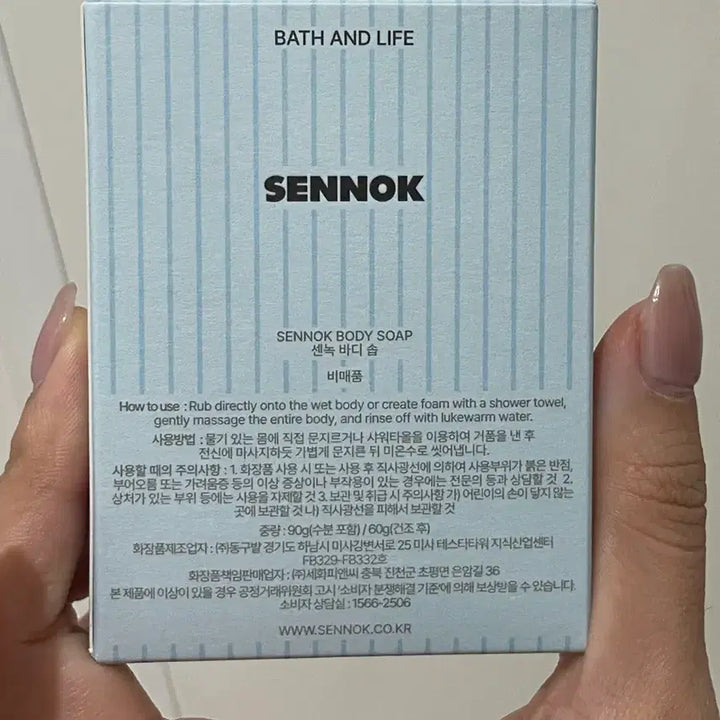 BATH AND LIFE
SENNOK
SENNOK BODY SOAP
센녹 바디 솝
비매품
How to use : Rub directly onto the wet body or create foam with a shower towel,
gently massage the entire body, and rinse off with lukewarm water.
사용방법 : 물기 있는 몸에 직접 문지르거나 샤워타올을 이용하여 거품을 낸 후
전신에 마사지하듯 가볍게 문지른 뒤 미온수로 씻어냅니다.
사용할 때의 주의사항 : 1. 화장품 사용 시 또는 사용 후 직사광선에 의하여 사용부위가 붉은 반점,
부어오름 또는 가려움증 등의 이상 증상이나 부작용이 있는 경우에는 전문의 등과 상담할 것 2.
상처가 있는 부위 등에는 사용을 자제할 것 3. 보관 및 취급 시 주의사항 가) 어린이의 손이 닿지 않는
곳에 보관할 것 나) 직사광선을 피해서 보관할 것
중량 : 90g(수분 포함) / 60g(건조 후)
화장품제조업자 : ㈜동구밭 경기도 하남시 미사강변서로 25 미사 테스타타워 지식산업센터
FB329-FB332호
화장품책임판매업자 : ㈜세화피앤씨 충북 진천군 초평면 은암길 36
본 제품에 이상이 있을 경우 공정거래위원회 고시 '소비자 분쟁해결 기준'에 의해 보상받을 수 있습니다.
소비자 상담실 : 1566-2506
WWW.SENNOK.CO.KR